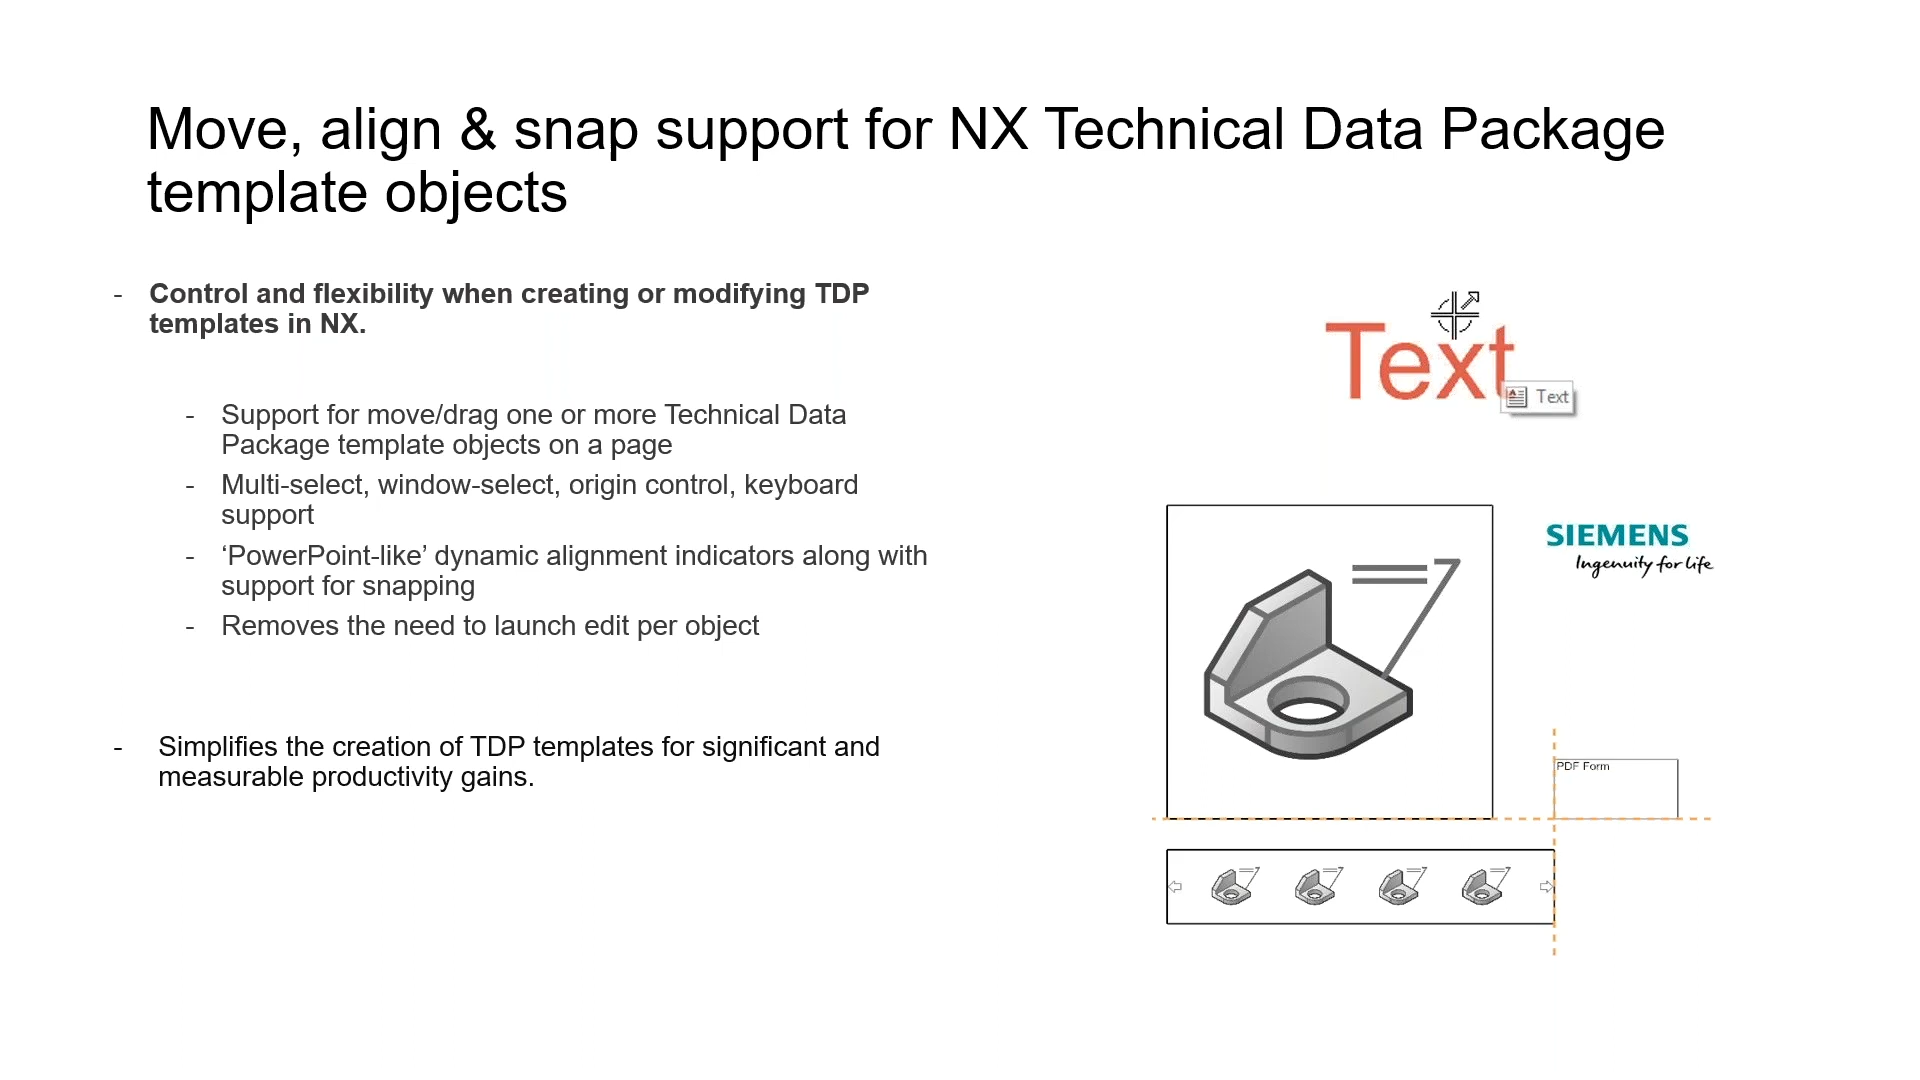 Move, align & snap support for NX Technical Data Package
template objects
- Control and flexibility when creating or modifying TDP
templates in NX.
- Support for move/drag one or more Technical Data
Package template objects on a page
- Multi-select, window-select, origin control, keyboard
support
- ‘PowerPoint-like’ dynamic alignment indicators along with
support for snapping
- Removes the need to launch edit per object
- Simplifies the creation of TDP templates for significant and
measurable productivity gains.
Text
Text
SIEMENS
Ingenuity for life
PDF Form